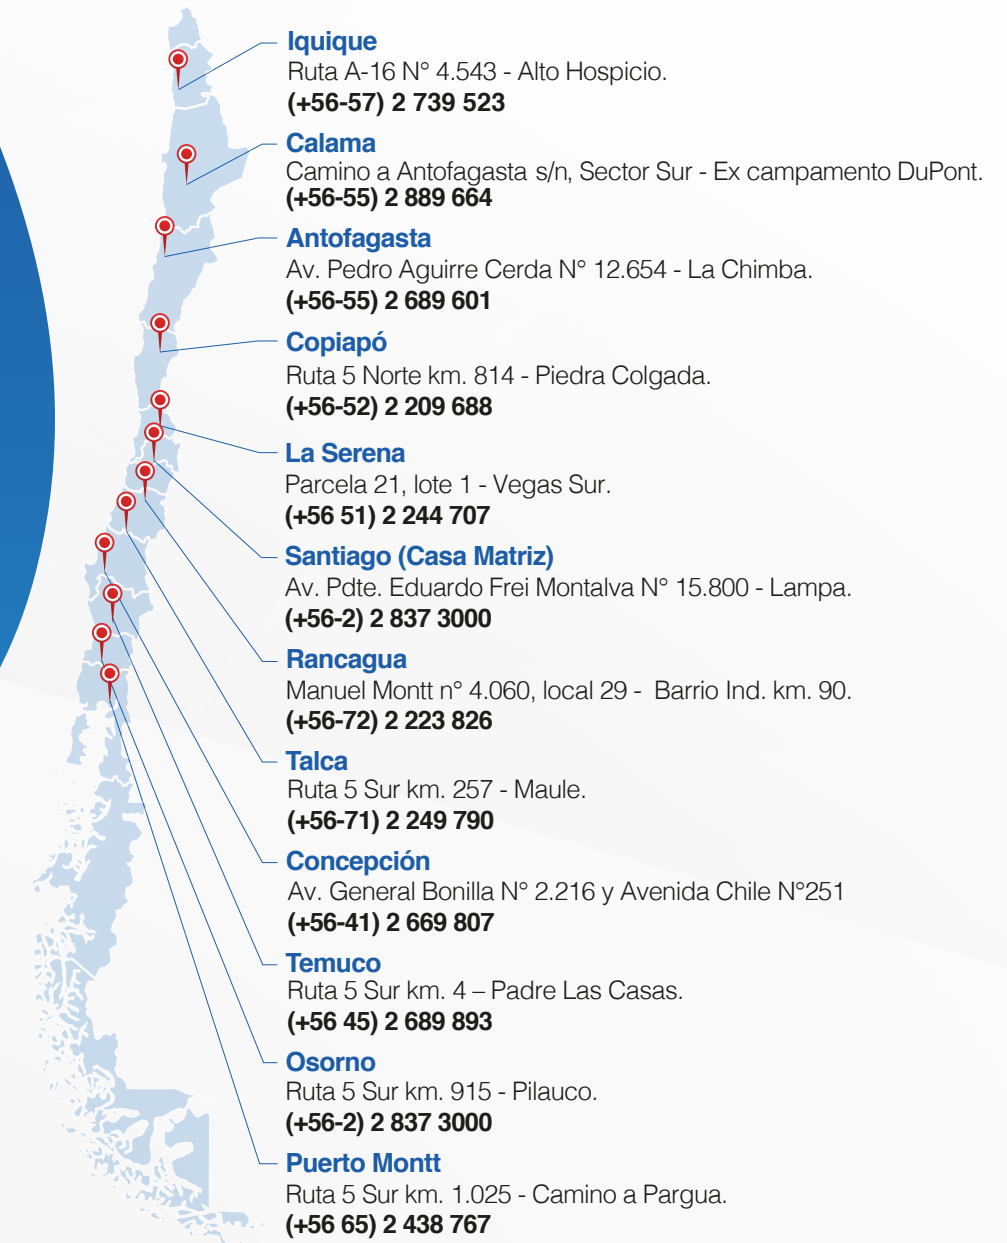 Iquique
Ruta A-16 N° 4.543 - Alto Hospicio.
(+56-57) 2 739 523
Calama
Camino a Antofagasta s/n, Sector Sur - Ex campamento DuPont.
(+56-55) 2 889 664
Antofagasta
Av. Pedro Aguirre Cerda N° 12.654 - La Chimba.
(+56-55) 2 689 601
Copiapó
Ruta 5 Norte km. 814 - Piedra Colgada.
(+56-52) 2 209 688
La Serena
Parcela 21, lote 1 - Vegas Sur.
(+56 51) 2 244 707
Santiago (Casa Matriz)
Av. Pdte. Eduardo Frei Montalva N° 15.800 - Lampa.
(+56-2) 2 837 3000
Rancagua
Manuel Montt n° 4.060, local 29 - Barrio Ind. km. 90.
(+56-72) 2 223 826
Talca
Ruta 5 Sur km. 257 - Maule.
(+56-71) 2 249 790
Concepción
Av. General Bonilla N° 2.216 y Avenida Chile N°251
(+56-41) 2 669 807
Temuco
Ruta 5 Sur km. 4 – Padre Las Casas.
(+56 45) 2 689 893
Osorno
Ruta 5 Sur km. 915 - Pilauco.
(+56-2) 2 837 3000
Puerto Montt
Ruta 5 Sur km. 1.025 - Camino a Pargua.
(+56 65) 2 438 767